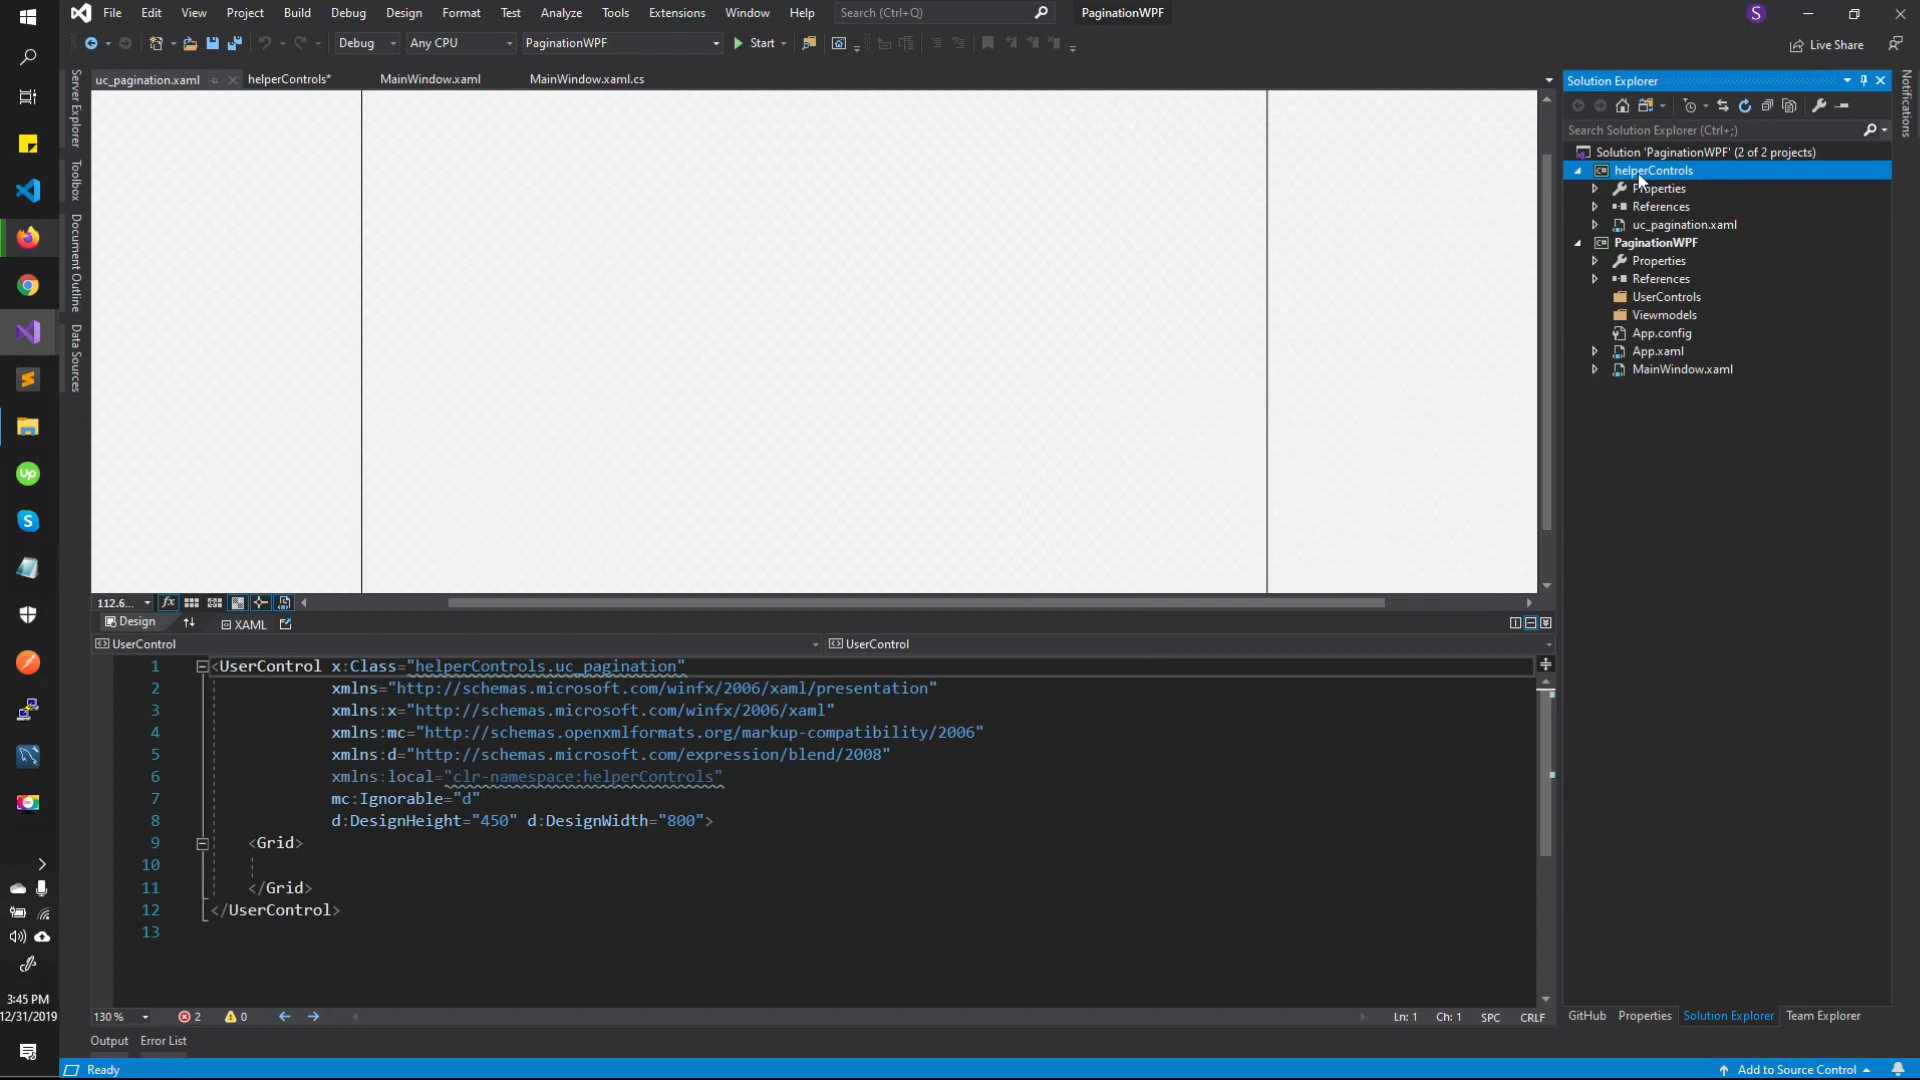 File Edit View Project Build Debug Design Format Test Analyze Tools Extensions Window Help Search (Ctrl+Q) PaginationWPF S
Debug Any CPU PaginationWPF Start Live Share
uc_pagination.xaml helperControls* MainWindow.xaml MainWindow.xaml.cs
Server Explorer
Toolbox
Document Outline
Data Sources
112.6...
Design XAML
UserControl UserControl
1 <UserControl x:Class="helperControls.uc_pagination"
2 xmlns="http://schemas.microsoft.com/winfx/2006/xaml/presentation"
3 xmlns:x="http://schemas.microsoft.com/winfx/2006/xaml"
4 xmlns:mc="http://schemas.openxmlformats.org/markup-compatibility/2006"
5 xmlns:d="http://schemas.microsoft.com/expression/blend/2008"
6 xmlns:local="clr-namespace:helperControls"
7 mc:Ignorable="d"
8 d:DesignHeight="450" d:DesignWidth="800">
9 <Grid>
10
11 </Grid>
12 </UserControl>
13
130 % 2 0 Ln: 1 Ch: 1 SPC CRLF
Output Error List
Ready Add to Source Control
Solution Explorer
Search Solution Explorer (Ctrl+;)
Solution 'PaginationWPF' (2 of 2 projects)
helperControls
Properties
References
uc_pagination.xaml
PaginationWPF
Properties
References
UserControls
Viewmodels
App.config
App.xaml
MainWindow.xaml
GitHub Properties Solution Explorer Team Explorer
Notifications
Up
S
3:45 PM
12/31/2019